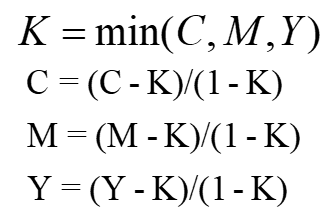 K = min(C, M, Y)
C = (C - K)/(1 - K)
M = (M - K)/(1 - K)
Y = (Y - K)/(1 - K)